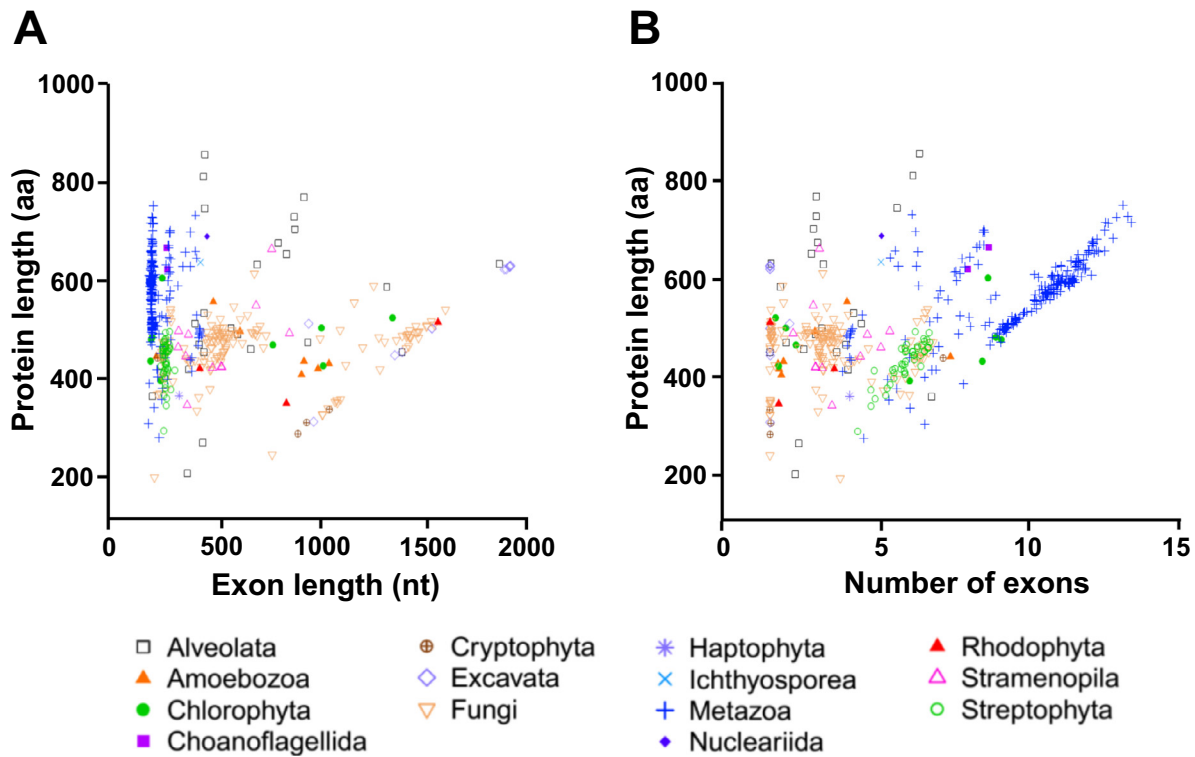 A
B
1000
800
600
400
200
Protein length (aa)
0
500
1000
1500
2000
Exon length (nt)
1000
800
600
400
200
Protein length (aa)
0
5
10
15
Number of exons
Alveolata
Cryptophyta
Haptophyta
Rhodophyta
Amoebozoa
Excavata
Ichthyosporea
Stramenopila
Chlorophyta
Fungi
Metazoa
Streptophyta
Choanoflagellida
Nucleariida